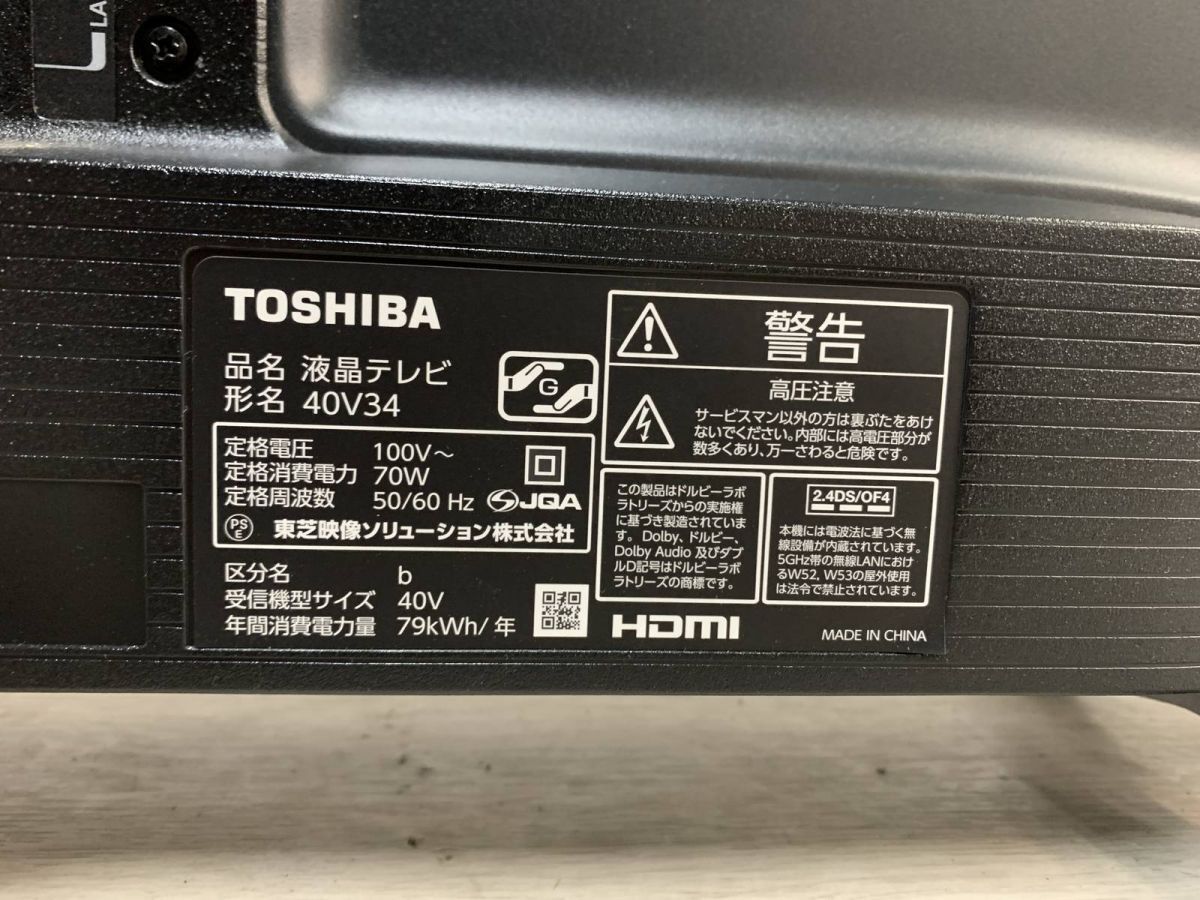 LA
TOSHIBA
品名 液晶テレビ
形名 40V34
G
定格電圧 100V～
定格消費電力 70W
定格周波数 50/60 Hz
JQA
PS
E
東芝映像ソリューション株式会社
区分名 b
受信機型サイズ 40V
年間消費電力量 79kWh/年
警告
高圧注意
サービスマン以外の方は裏ぶたをあけ
ないでください。内部には高電圧部分が
数多くあり、万一さわると危険です。
この製品はドルビーラボ
ラトリーズからの実施権
に基づき製造されていま
す。Dolby、ドルビー、
Dolby Audio 及びダブ
ルD記号はドルビーラボ
ラトリーズの商標です。
2.4DS/OF4
本機には電波法に基づく無
線設備が内蔵されています。
5GHz帯の無線LANにおけ
るW52, W53の屋外使用
は法令で禁止されています。
HDMI
MADE IN CHINA